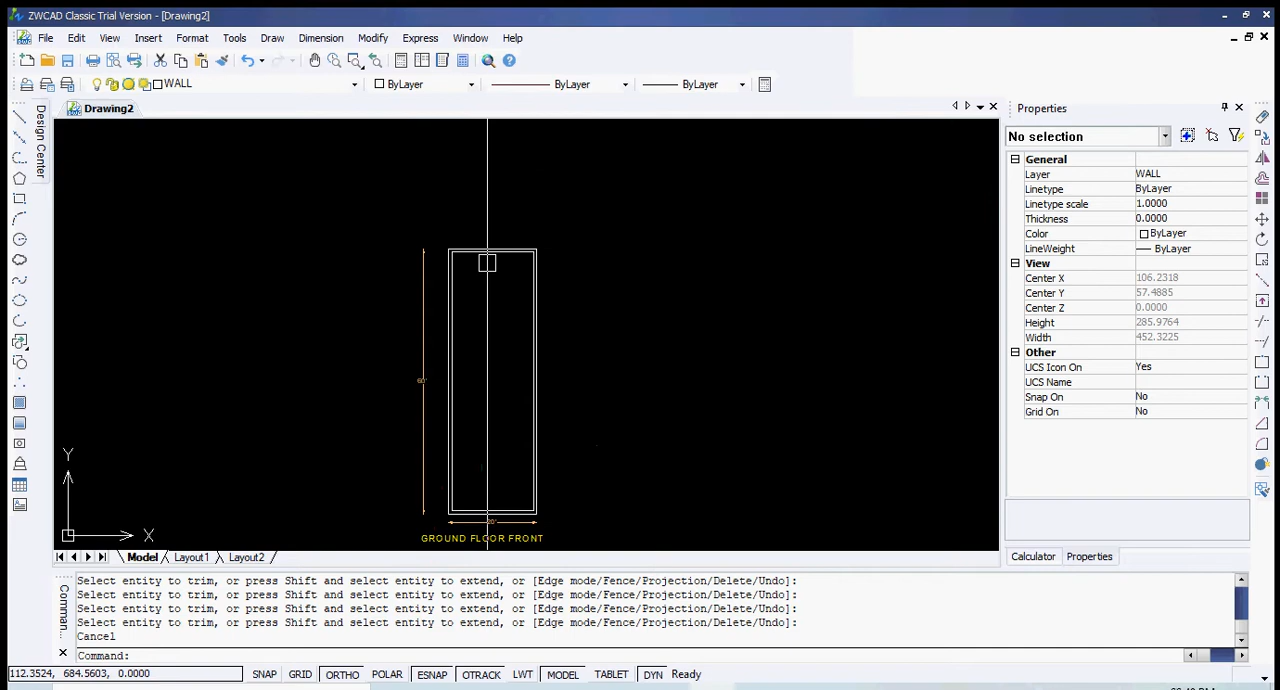 ZWCAD Classic Trial Version - [Drawing2]
File Edit View Insert Format Tools Draw Dimension Modify Express Window Help
WALL ByLayer ByLayer ByLayer
Drawing2
Design Center
Properties
No selection
General
Layer WALL
Linetype ByLayer
Linetype scale 1.0000
Thickness 0.0000
Color ByLayer
LineWeight ByLayer
View
Center X 106.2318
Center Y 57.4885
Center Z 0.0000
Height 285.9764
Width 452.3225
Other
UCS Icon On Yes
UCS Name
Snap On No
Grid On No
60'
20'
GROUND FLOOR FRONT
Y
X
Model Layout1 Layout2
Calculator Properties
Comman...
Select entity to trim, or press Shift and select entity to extend, or [Edge mode/Fence/Projection/Delete/Undo]:
Select entity to trim, or press Shift and select entity to extend, or [Edge mode/Fence/Projection/Delete/Undo]:
Select entity to trim, or press Shift and select entity to extend, or [Edge mode/Fence/Projection/Delete/Undo]:
Select entity to trim, or press Shift and select entity to extend, or [Edge mode/Fence/Projection/Delete/Undo]:
Cancel
Command:
112.3524, 684.5603, 0.0000 SNAP GRID ORTHO POLAR ESNAP OTRACK LWT MODEL TABLET DYN Ready